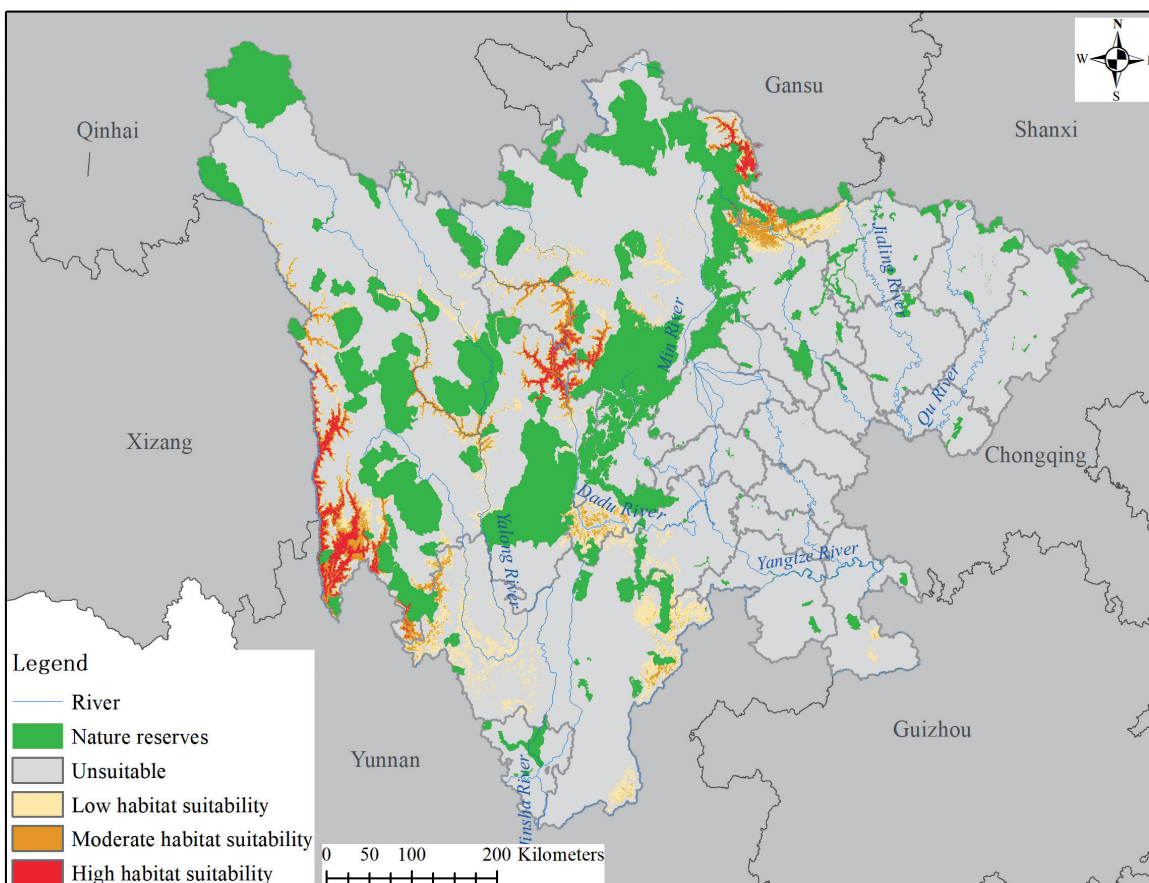 N
W
S
Gansu
Qinhai
Shanxi
Jialing River
Min River
Qu River
Xizang
Chongqing
Dadu River
Yalong River
Yangtze River
Legend
River
Nature reserves
Unsuitable
Low habitat suitability
Moderate habitat suitability
High habitat suitability
Guizhou
Yunnan
Jinsha River
0 50 100 200 Kilometers